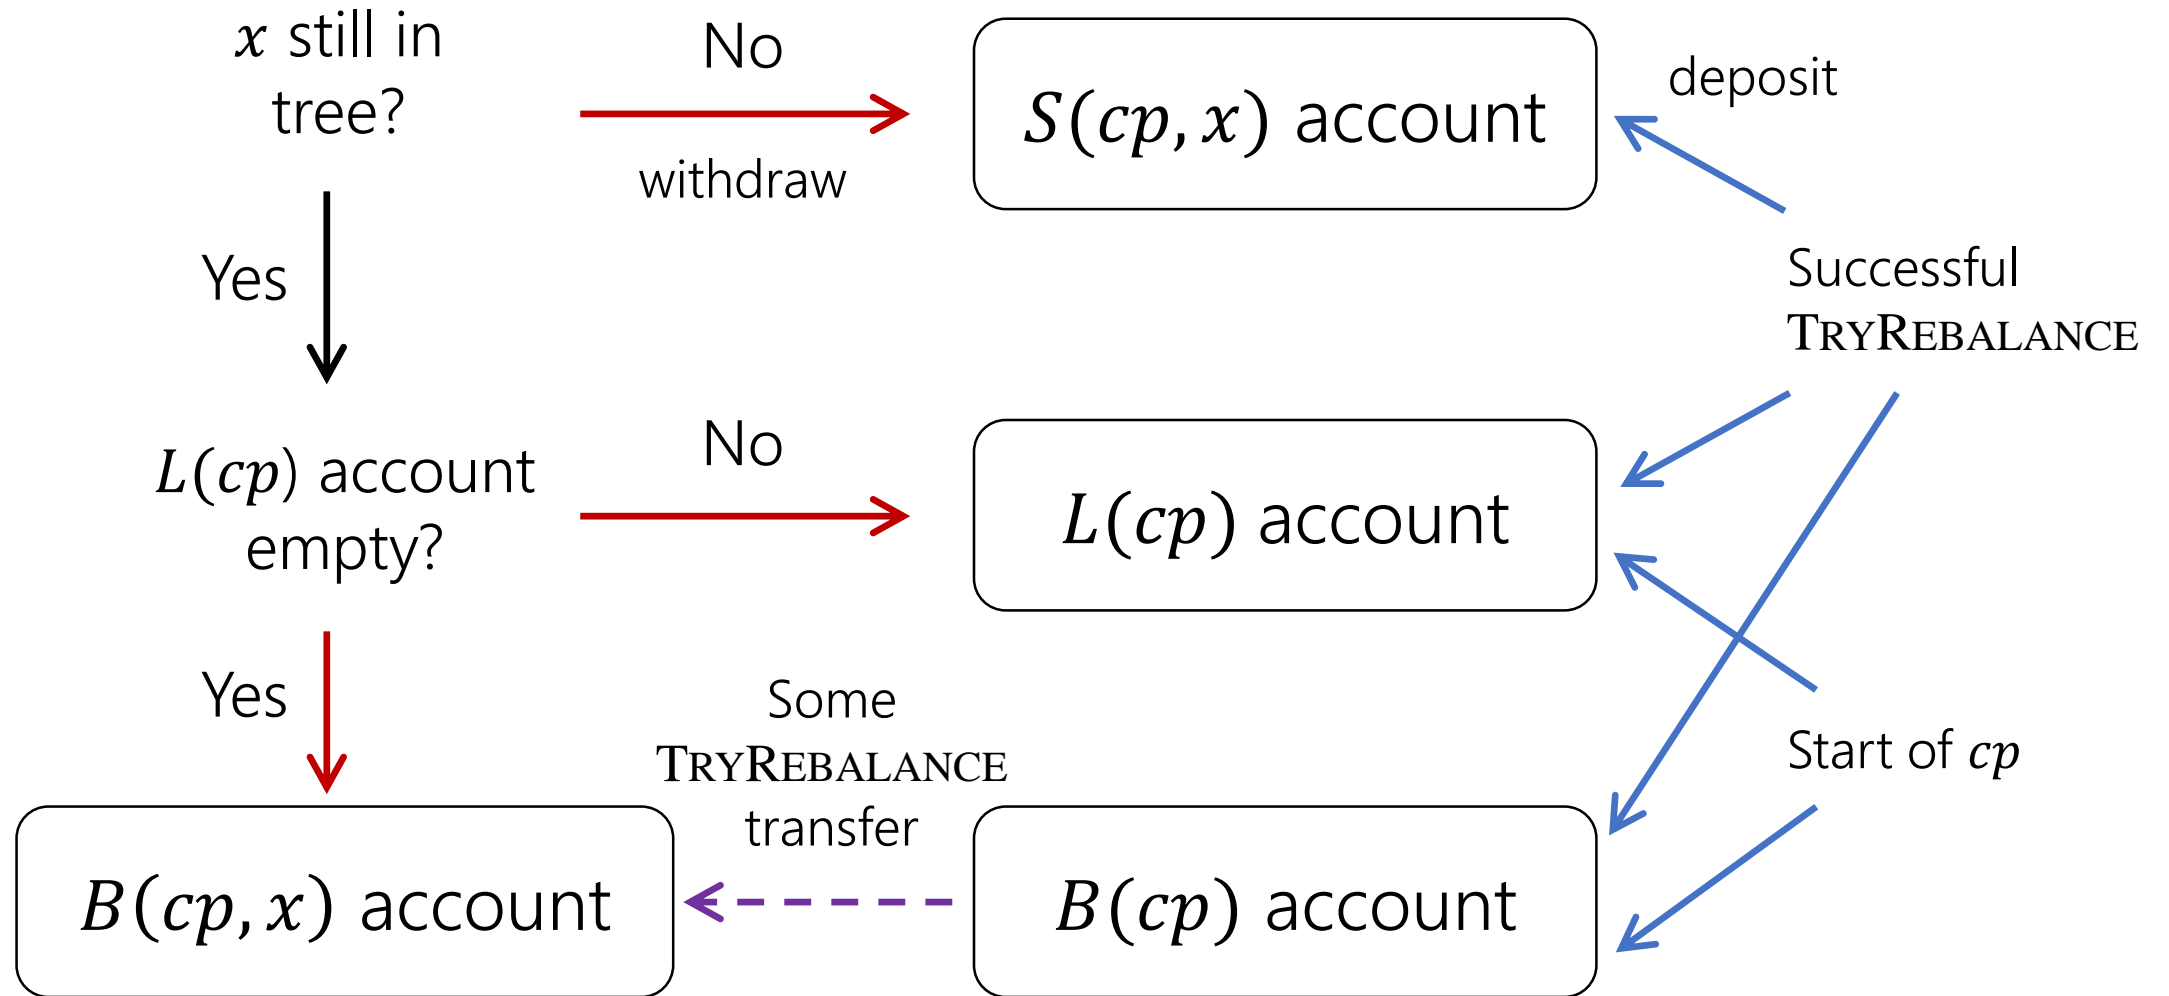 x still in
tree?
No
withdraw
S(cp, x) account
deposit
Successful
TRYREBALANCE
Yes
L(cp) account
empty?
No
L(cp) account
Yes
Some
TRYREBALANCE
transfer
Start of cp
B(cp, x) account
B(cp) account